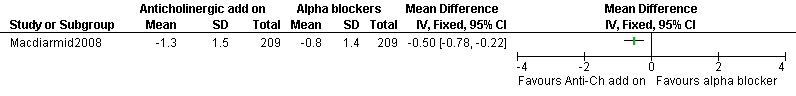 Anticholinergic add on Alpha blockers Mean Difference Mean Difference
Study or Subgroup Mean SD Total Mean SD Total IV, Fixed, 95% CI IV, Fixed, 95% CI
Macdiarmid2008 -1.3 1.5 209 -0.8 1.4 209 -0.50 [-0.78, -0.22]
-4 -2 0 2 4
Favours Anti-Ch add on Favours alpha blocker